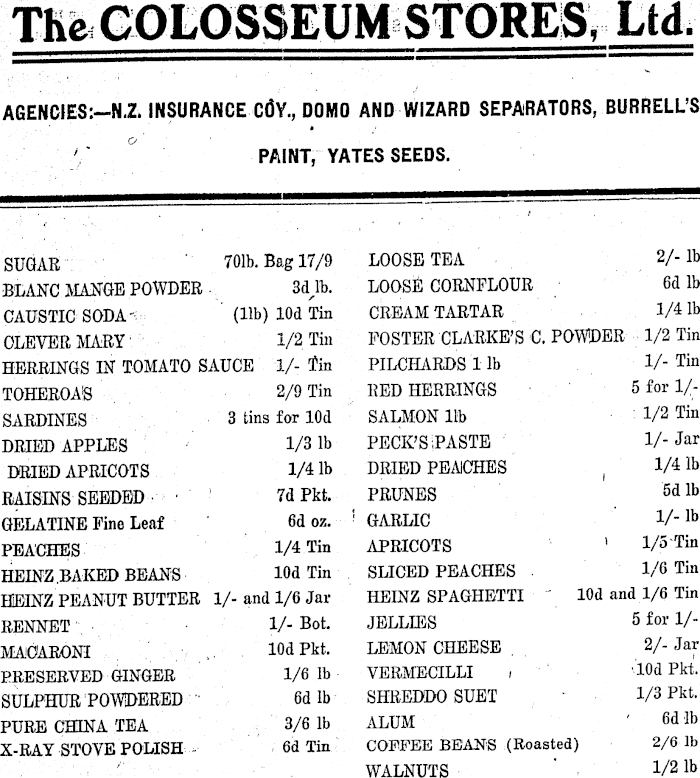 The COLOSSEUM STORES, Ltd.
AGENCIES:—N.Z. INSURANCE COY., DOMO AND WIZARD SEPARATORS, BURRELL'S
PAINT, YATES SEEDS.
SUGAR 70lb. Bag 17/9
BLANC MANGE POWDER 3d lb.
CAUSTIC SODA (1lb) 10d Tin
CLEVER MARY 1/2 Tin
HERRINGS IN TOMATO SAUCE 1/- Tin
TOHEROA'S 2/9 Tin
SARDINES 3 tins for 10d
DRIED APPLES 1/3 lb
DRIED APRICOTS 1/4 lb
RAISINS SEEDED 7d Pkt.
GELATINE Fine Leaf 6d oz.
PEACHES 1/4 Tin
HEINZ BAKED BEANS 10d Tin
HEINZ PEANUT BUTTER 1/- and 1/6 Jar
RENNET 1/- Bot.
MACARONI 10d Pkt.
PRESERVED GINGER 1/6 lb
SULPHUR POWDERED 6d lb
PURE CHINA TEA 3/6 lb
X-RAY STOVE POLISH 6d Tin
LOOSE TEA 2/- lb
LOOSE CORNFLOUR 6d lb
CREAM TARTAR 1/4 lb
FOSTER CLARKE'S C. POWDER 1/2 Tin
PILCHARDS 1 lb 1/- Tin
RED HERRINGS 5 for 1/-
SALMON 1lb 1/2 Tin
PECK'S PASTE 1/- Jar
DRIED PEACHES 1/4 lb
PRUNES 5d lb
GARLIC 1/- lb
APRICOTS 1/5 Tin
SLICED PEACHES 1/6 Tin
HEINZ SPAGHETTI 10d and 1/6 Tin
JELLIES 5 for 1/-
LEMON CHEESE 2/- Jar
VERMECILLI 10d Pkt.
SHREDDO SUET 1/3 Pkt.
ALUM 6d lb
COFFEE BEANS (Roasted) 2/6 lb
WALNUTS 1/2 lb